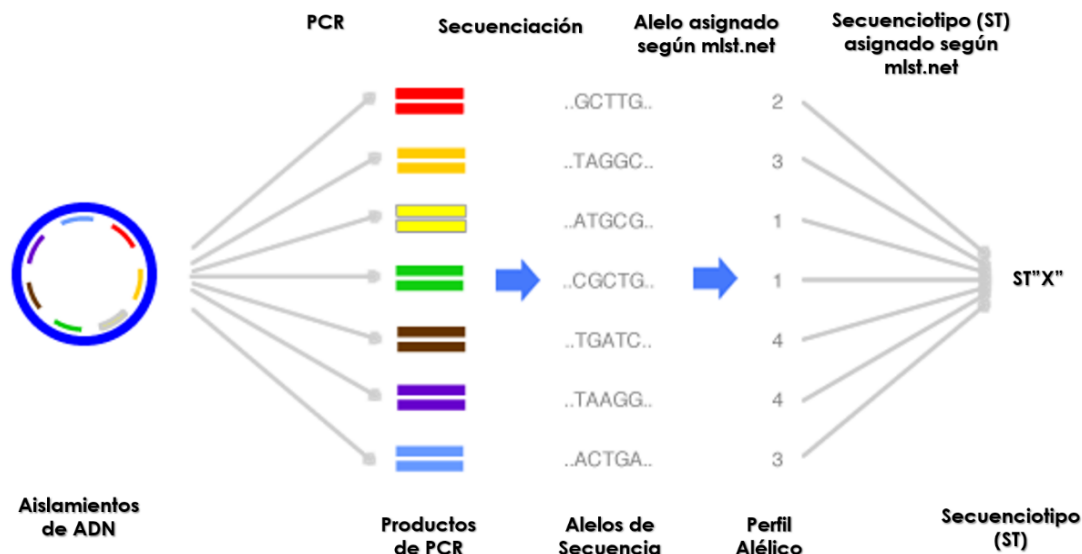 PCR
Secuenciación
Alelo asignado
según mlst.net
Secuenciotipo (ST)
asignado según
mlst.net
..GCTTG..
2
..TAGGC..
3
..ATGCG..
1
..CGCTG..
1
ST"X"
..TGATC..
4
..TAAGG..
4
..ACTGA..
3
Aislamientos
de ADN
Productos
de PCR
Alelos de
Secuencia
Perfil
Alélico
Secuenciotipo
(ST)